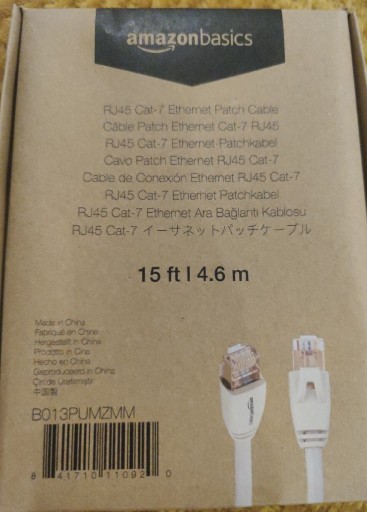 amazonbasics
RJ45 Cat-7 Ethernet Patch Cable
Câble Patch Ethernet Cat-7 RJ45
RJ45 Cat-7 Ethernet Patchkabel
Cavo Patch Ethernet RJ45 Cat-7
Cable de Conexión Ethernet RJ45 Cat-7
RJ45 Cat-7 Ethernet Patchkabel
RJ45 Cat-7 Ethernet Ara Bağlantı Kablosu
RJ45 Cat-7 イーサネットパッチケーブル
15 ft | 4.6 m
Made in China
Fabriqué en Chine
Hergestellt in China
Prodotto in Cina
Hecho en China
Geproduceerd in China
Çin'de Üretilmiştir
中国製
B013PUMZMM
amazonbasics
8 41710 11092 0